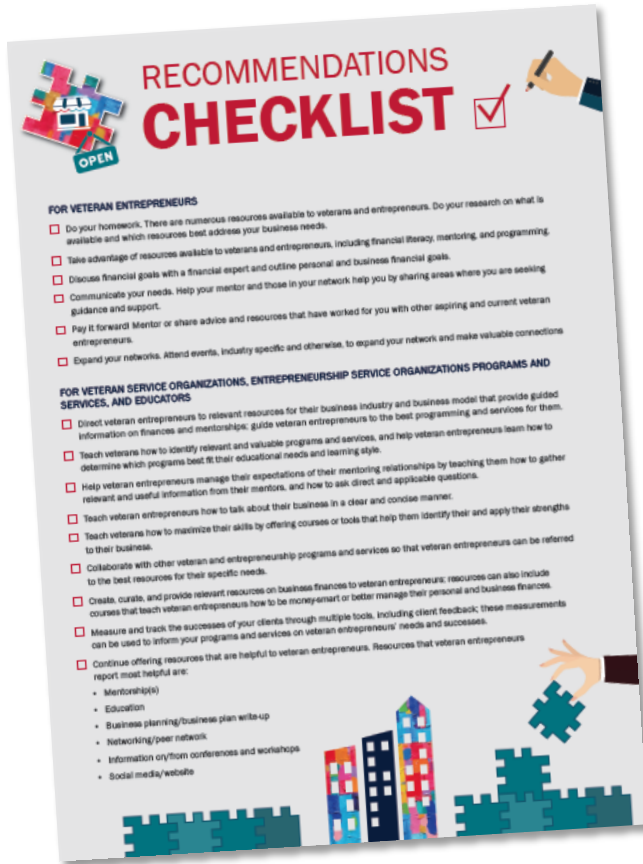 RECOMMENDATIONS
CHECKLIST
OPEN
FOR VETERAN ENTREPRENEURS
Do your homework. There are numerous resources available to veterans and entrepreneurs. Do your research on what is
available and which resources best address your business needs.
Take advantage of resources available to veterans and entrepreneurs, including financial literacy, mentoring, and programming.
Discuss financial goals with a financial expert and outline personal and business financial goals.
Communicate your needs. Help your mentor and those in your network help you by sharing areas where you are seeking
guidance and support.
Pay it forward! Mentor or share advice and resources that have worked for you with other aspiring and current veteran
entrepreneurs.
Expand your networks. Attend events, industry specific and otherwise, to expand your network and make valuable connections
FOR VETERAN SERVICE ORGANIZATIONS, ENTREPRENEURSHIP SERVICE ORGANIZATIONS PROGRAMS AND
SERVICES, AND EDUCATORS
Direct veteran entrepreneurs to relevant resources for their business industry and business model that provide guided
information on finances and mentorships; guide veteran entrepreneurs to the best programming and services for them.
Teach veterans how to identify relevant and valuable programs and services, and help veteran entrepreneurs learn how to
determine which programs best fit their educational needs and learning style.
Help veteran entrepreneurs manage their expectations of their mentoring relationships by teaching them how to gather
relevant and useful information from their mentors, and how to ask direct and applicable questions.
Teach veteran entrepreneurs how to talk about their business in a clear and concise manner.
Teach veterans how to maximize their skills by offering courses or tools that help them identify their and apply their strengths
to their business.
Collaborate with other veteran and entrepreneurship programs and services so that veteran entrepreneurs can be referred
to the best resources for their specific needs.
Create, curate, and provide relevant resources on business finances to veteran entrepreneurs; resources can also include
courses that teach veteran entrepreneurs how to be money-smart or better manage their personal and business finances.
Measure and track the successes of your clients through multiple tools, including client feedback; these measurements
can be used to inform your programs and services on veteran entrepreneurs' needs and successes.
Continue offering resources that are helpful to veteran entrepreneurs. Resources that veteran entrepreneurs
report most helpful are:
• Mentorship(s)
• Education
• Business planning/business plan write-up
• Networking/peer network
• Information on/from conferences and workshops
• Social media/website